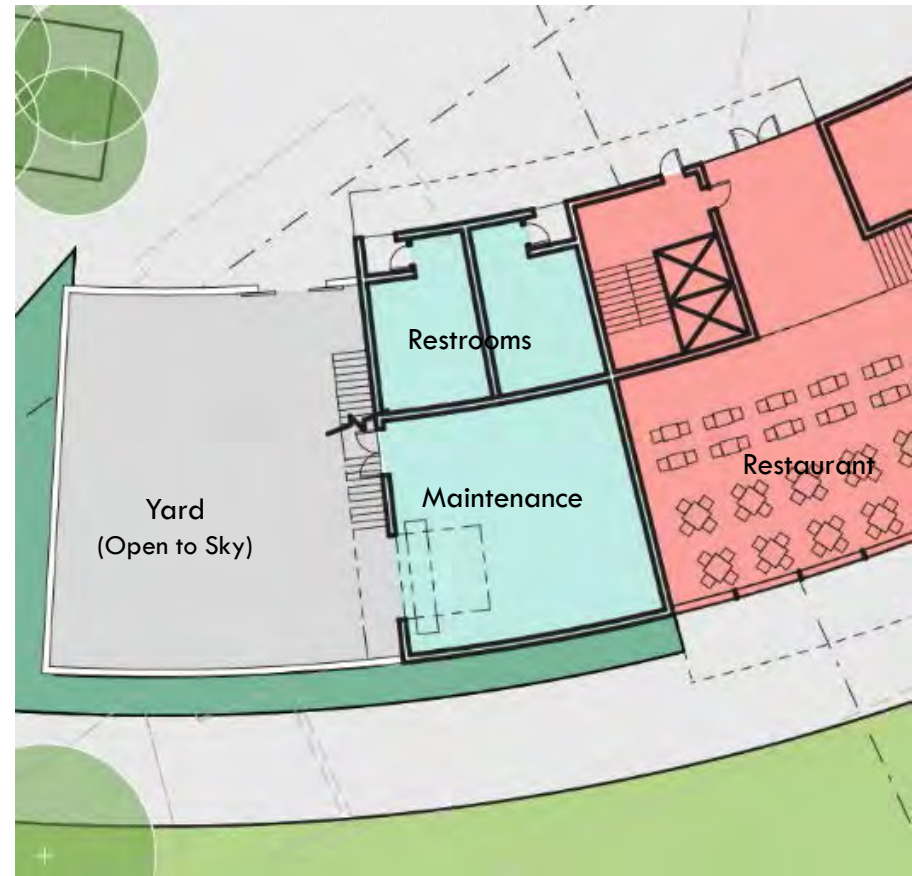 Restrooms
Restaurant
Maintenance
Yard
(Open to Sky)